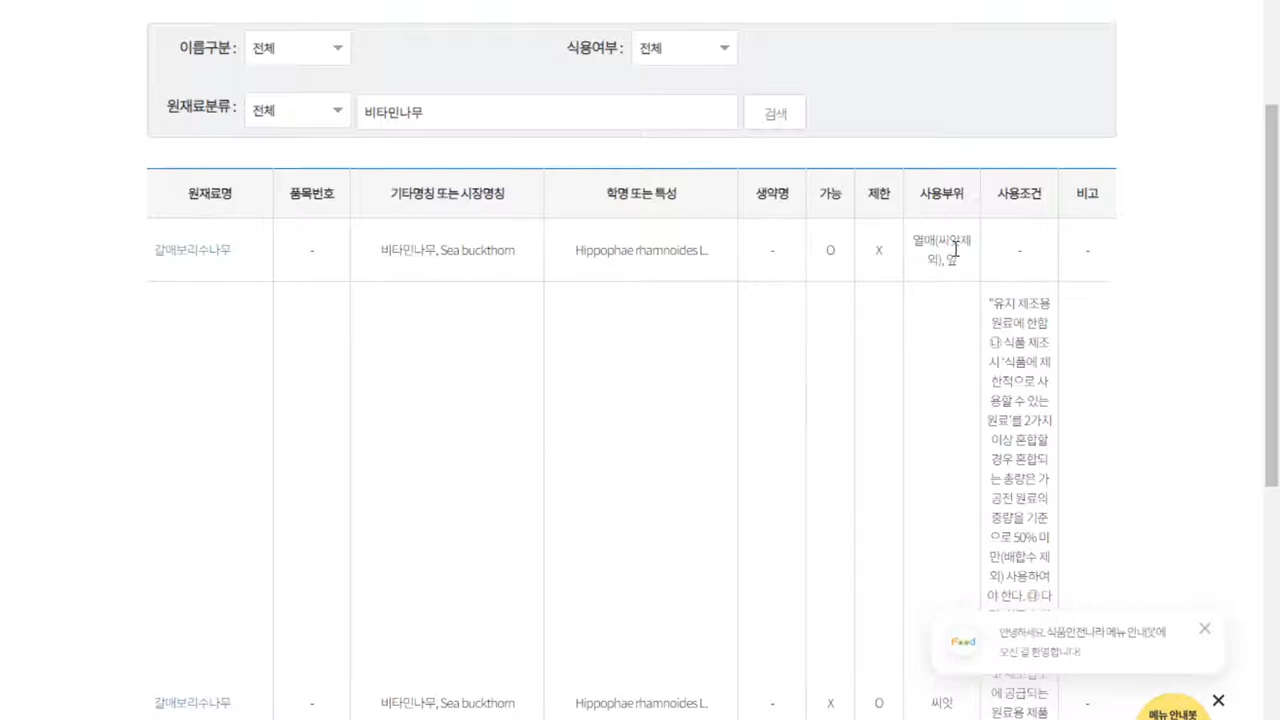 이름구분 : 전체 식용여부 : 전체
원재료분류 : 전체 비타민나무 검색
원재료명 품목번호 기타명칭 또는 시장명칭 학명 또는 특성 생약명 가능 제한 사용부위 사용조건 비고
갈매보리수나무 - 비타민나무, Sea buckthorn Hippophae rhamnoides L. - O X 열매(씨앗제
외), 잎 - -
"유지 제조용
원료에 한함
㉯ 식품 제조
시 '식품에 제
한적으로 사
용할 수 있는
원료'를 2가지
이상 혼합할
경우 혼합되
는 총량은 가
공전 원료의
중량을 기준
으로 50% 미
만(배합수 제
외) 사용하여
야 한다. ㉰ 다
에 공급되는
원료용 제품
갈매보리수나무 - 비타민나무, Sea buckthorn Hippophae rhamnoides L. - X O 씨앗 -
Food
안녕하세요. 식품안전나라 메뉴 안내봇에
오신 걸 환영합니다!
메뉴 안내봇